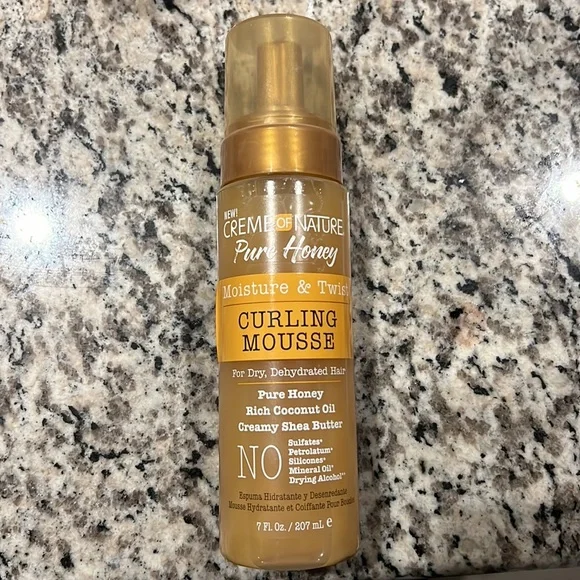 NEW!
CREME OF NATURE
Pure Honey
Moisture & Twist
CURLING
MOUSSE
For Dry, Dehydrated Hair
Pure Honey
Rich Coconut Oil
Creamy Shea Butter
NO
Sulfates*
Petrolatum*
Silicones*
Mineral Oil*
Drying Alcohol**
Espuma Hidratante y Desenredante
Mousse Hydratante et Coiffante Pour
7 Fl. Oz. / 207 mL e